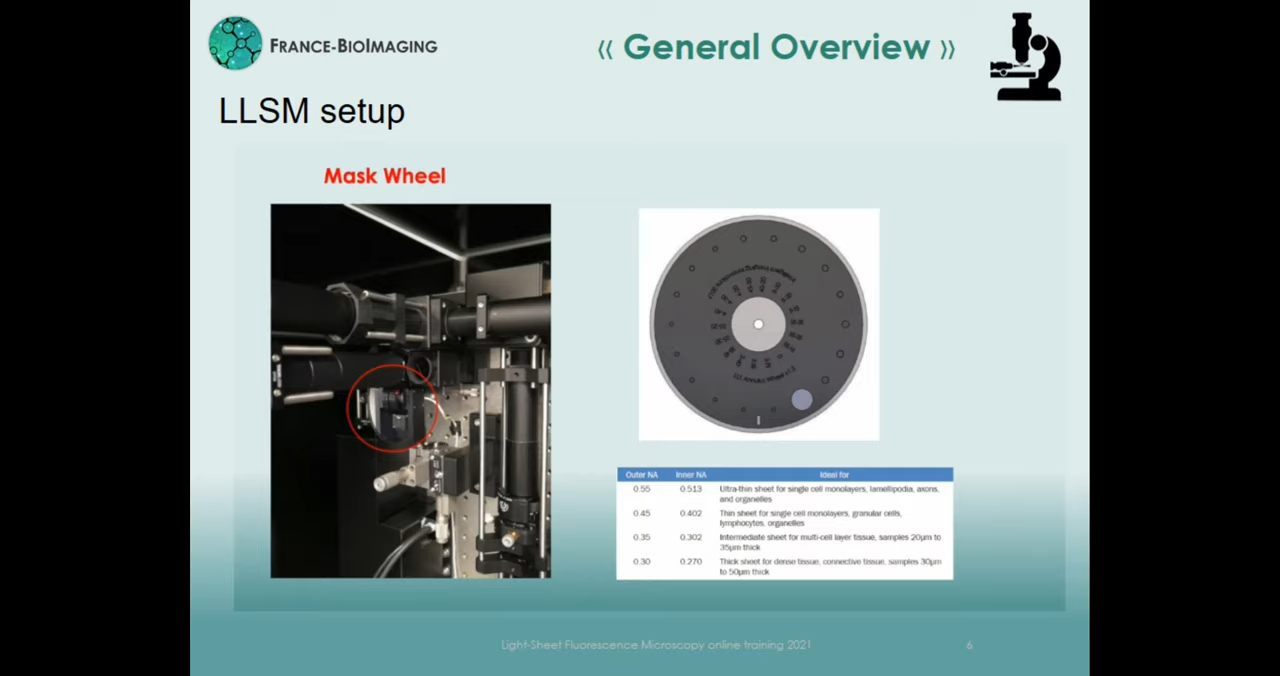 FRANCE-BIOIMAGING
« General Overview »
LLSM setup
Mask Wheel
Outer NA Inner NA Ideal for
0.55 0.513 Ultra-thin sheet for single cell monolayers, lamellipodia, axons,
and organelles
0.45 0.402 Thin sheet for single cell monolayers, granular cells,
lymphocytes, organelles
0.35 0.302 Intermediate sheet for multi-cell layer tissue, samples 20μm to
35μm thick
0.30 0.270 Thick sheet for dense tissue, connective tissue, samples 30μm
to 50μm thick
Light-Sheet Fluorescence Microscopy online training 2021
6